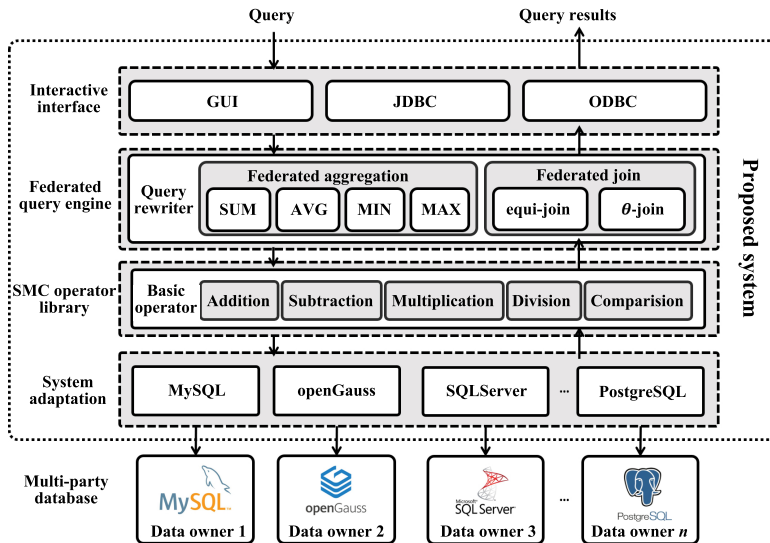 Query
Query results
Interactive
interface
GUI
JDBC
ODBC
Federated
query engine
Query
rewriter
Federated aggregation
SUM
AVG
MIN
MAX
Federated join
equi-join
θ-join
SMC operator
library
Basic
operator
Addition
Subtraction
Multiplication
Division
Comparision
System
adaptation
MySQL
openGauss
SQLServer
...
PostgreSQL
Proposed system
Multi-party
database
MySQL™
Data owner 1
openGauss
Data owner 2
Microsoft
SQL Server
Data owner 3
...
PostgreSQL
Data owner n